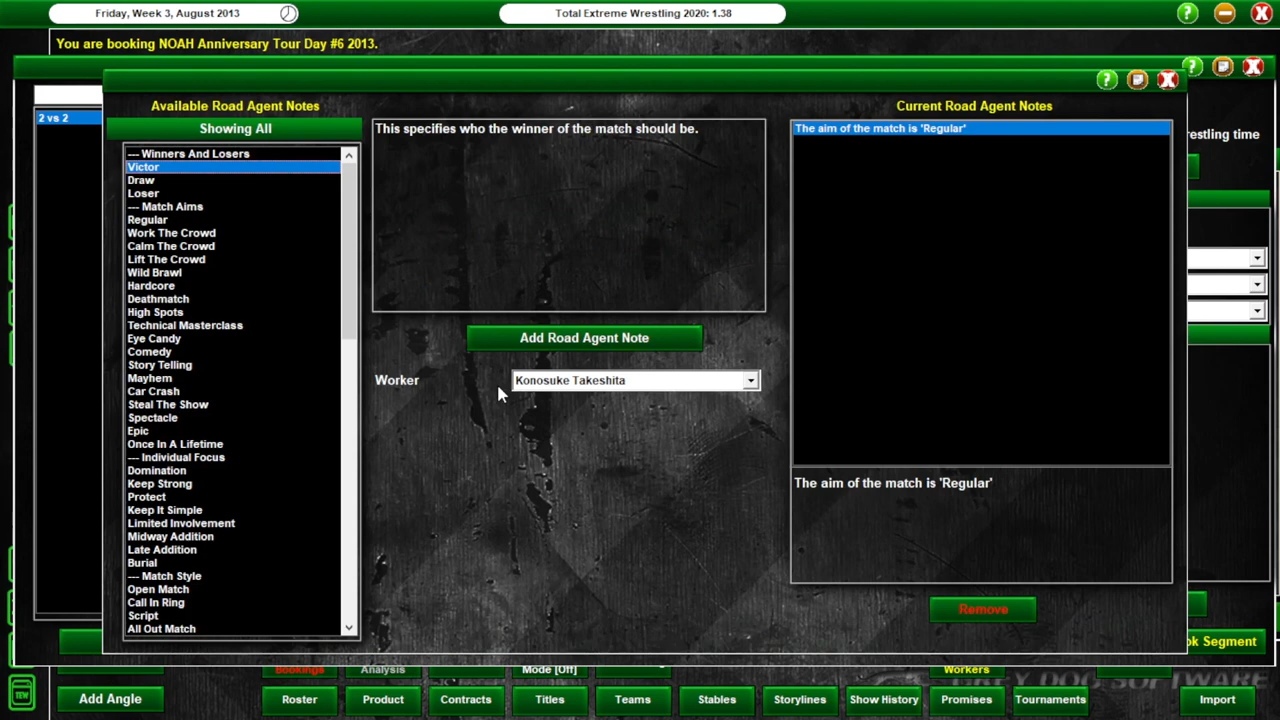 Friday, Week 3, August 2013
Total Extreme Wrestling 2020: 1.38
You are booking NOAH Anniversary Tour Day #6 2013.
Available Road Agent Notes
Current Road Agent Notes
Showing All
2 vs 2
--- Winners And Losers
Victor
Draw
Loser
--- Match Aims
Regular
Work The Crowd
Calm The Crowd
Lift The Crowd
Wild Brawl
Hardcore
Deathmatch
High Spots
Technical Masterclass
Eye Candy
Comedy
Story Telling
Mayhem
Car Crash
Steal The Show
Spectacle
Epic
Once In A Lifetime
--- Individual Focus
Domination
Keep Strong
Protect
Keep It Simple
Limited Involvement
Midway Addition
Late Addition
Burial
--- Match Style
Open Match
Call In Ring
Script
All Out Match
This specifies who the winner of the match should be.
Add Road Agent Note
Worker
Konosuke Takeshita
The aim of the match is 'Regular'
The aim of the match is 'Regular'
Remove
restling time
ok Segment
Bookings
Analysis
Mode [Off]
Workers
TEW
Add Angle
Roster
Product
Contracts
Titles
Teams
Stables
Storylines
Show History
Promises
Tournaments
Import